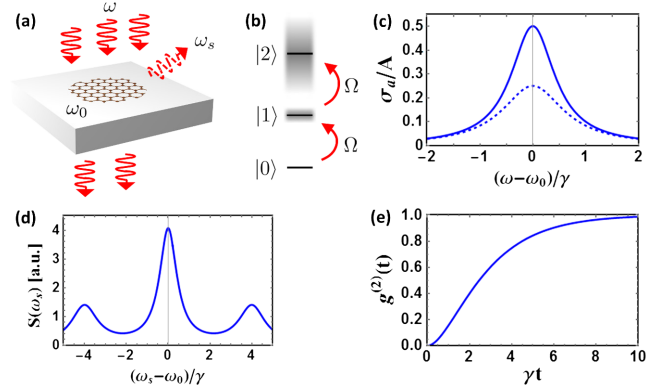 (a)
ω
ω_s
ω_0
(b)
|2⟩
Ω
|1⟩
Ω
|0⟩
(c)
σ_a/A
0.5
0.4
0.3
0.2
0.1
0
-2 -1 0 1 2
(ω-ω_0)/γ
(d)
S(ω_s) [a.u.]
4
3
2
1
0
-4 -2 0 2 4
(ω_s-ω_0)/γ
(e)
g^(2)(t)
1.0
0.8
0.6
0.4
0.2
0.0
0 2 4 6 8 10
γt